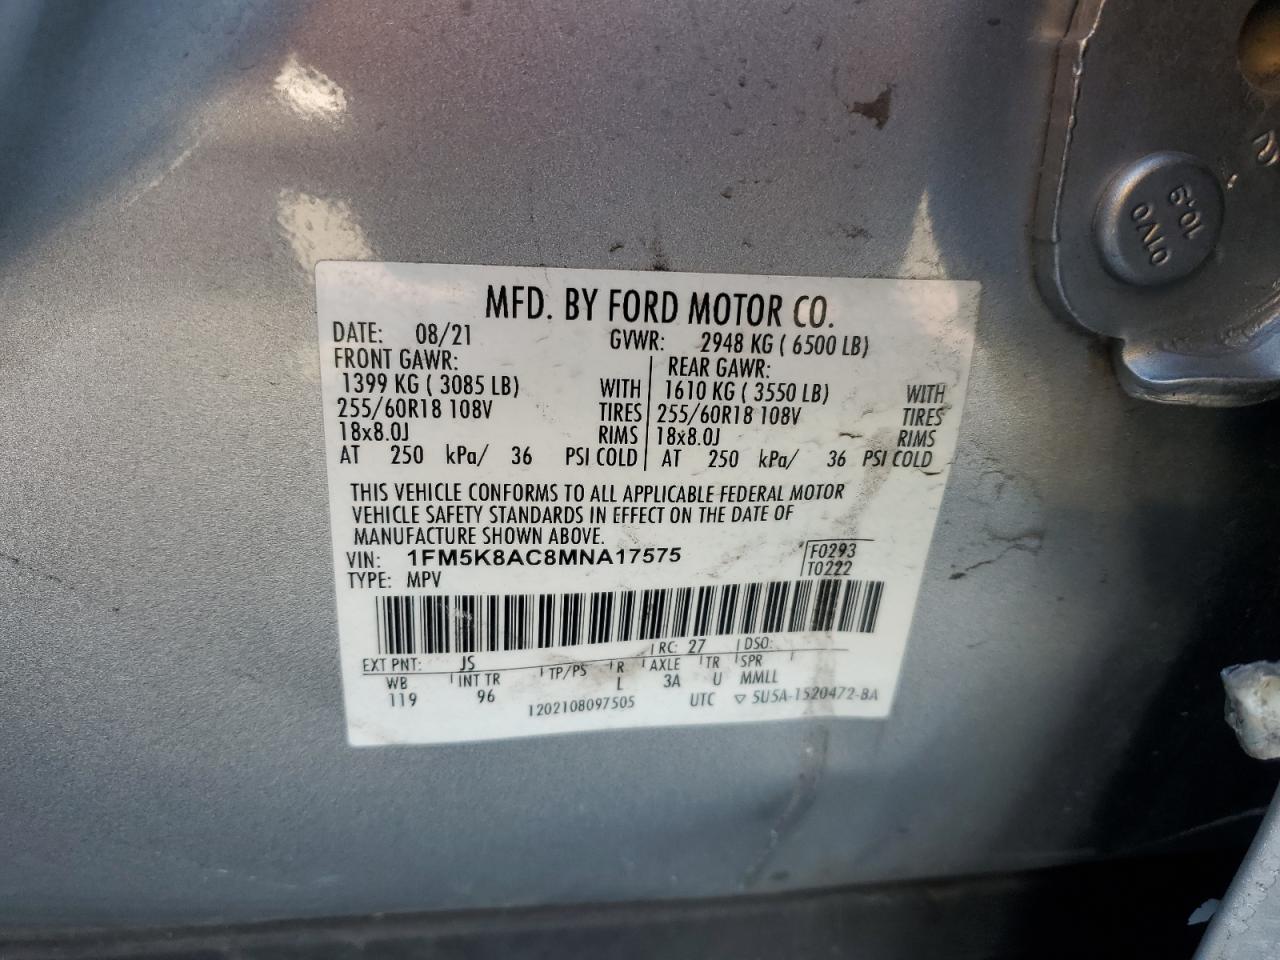 MFD. BY FORD MOTOR CO.
DATE: 08/21 GVWR: 2948 KG ( 6500 LB)
FRONT GAWR: REAR GAWR:
1399 KG ( 3085 LB) WITH 1610 KG ( 3550 LB) WITH
255/60R18 108V TIRES 255/60R18 108V TIRES
18x8.0J RIMS 18x8.0J RIMS
AT 250 kPa/ 36 PSI COLD AT 250 kPa/ 36 PSI COLD
THIS VEHICLE CONFORMS TO ALL APPLICABLE FEDERAL MOTOR
VEHICLE SAFETY STANDARDS IN EFFECT ON THE DATE OF
MANUFACTURE SHOWN ABOVE.
VIN: 1FM5K8AC8MNA17575 F0293
TYPE: MPV T0222
EXT PNT: JS RC: 27 DSO:
WB INT TR TP/PS R AXLE TR SPR
119 96 L 3A U MMLL
1202108097505 UTC ▽ 5U5A-1520472-BA
10.9
OVVO